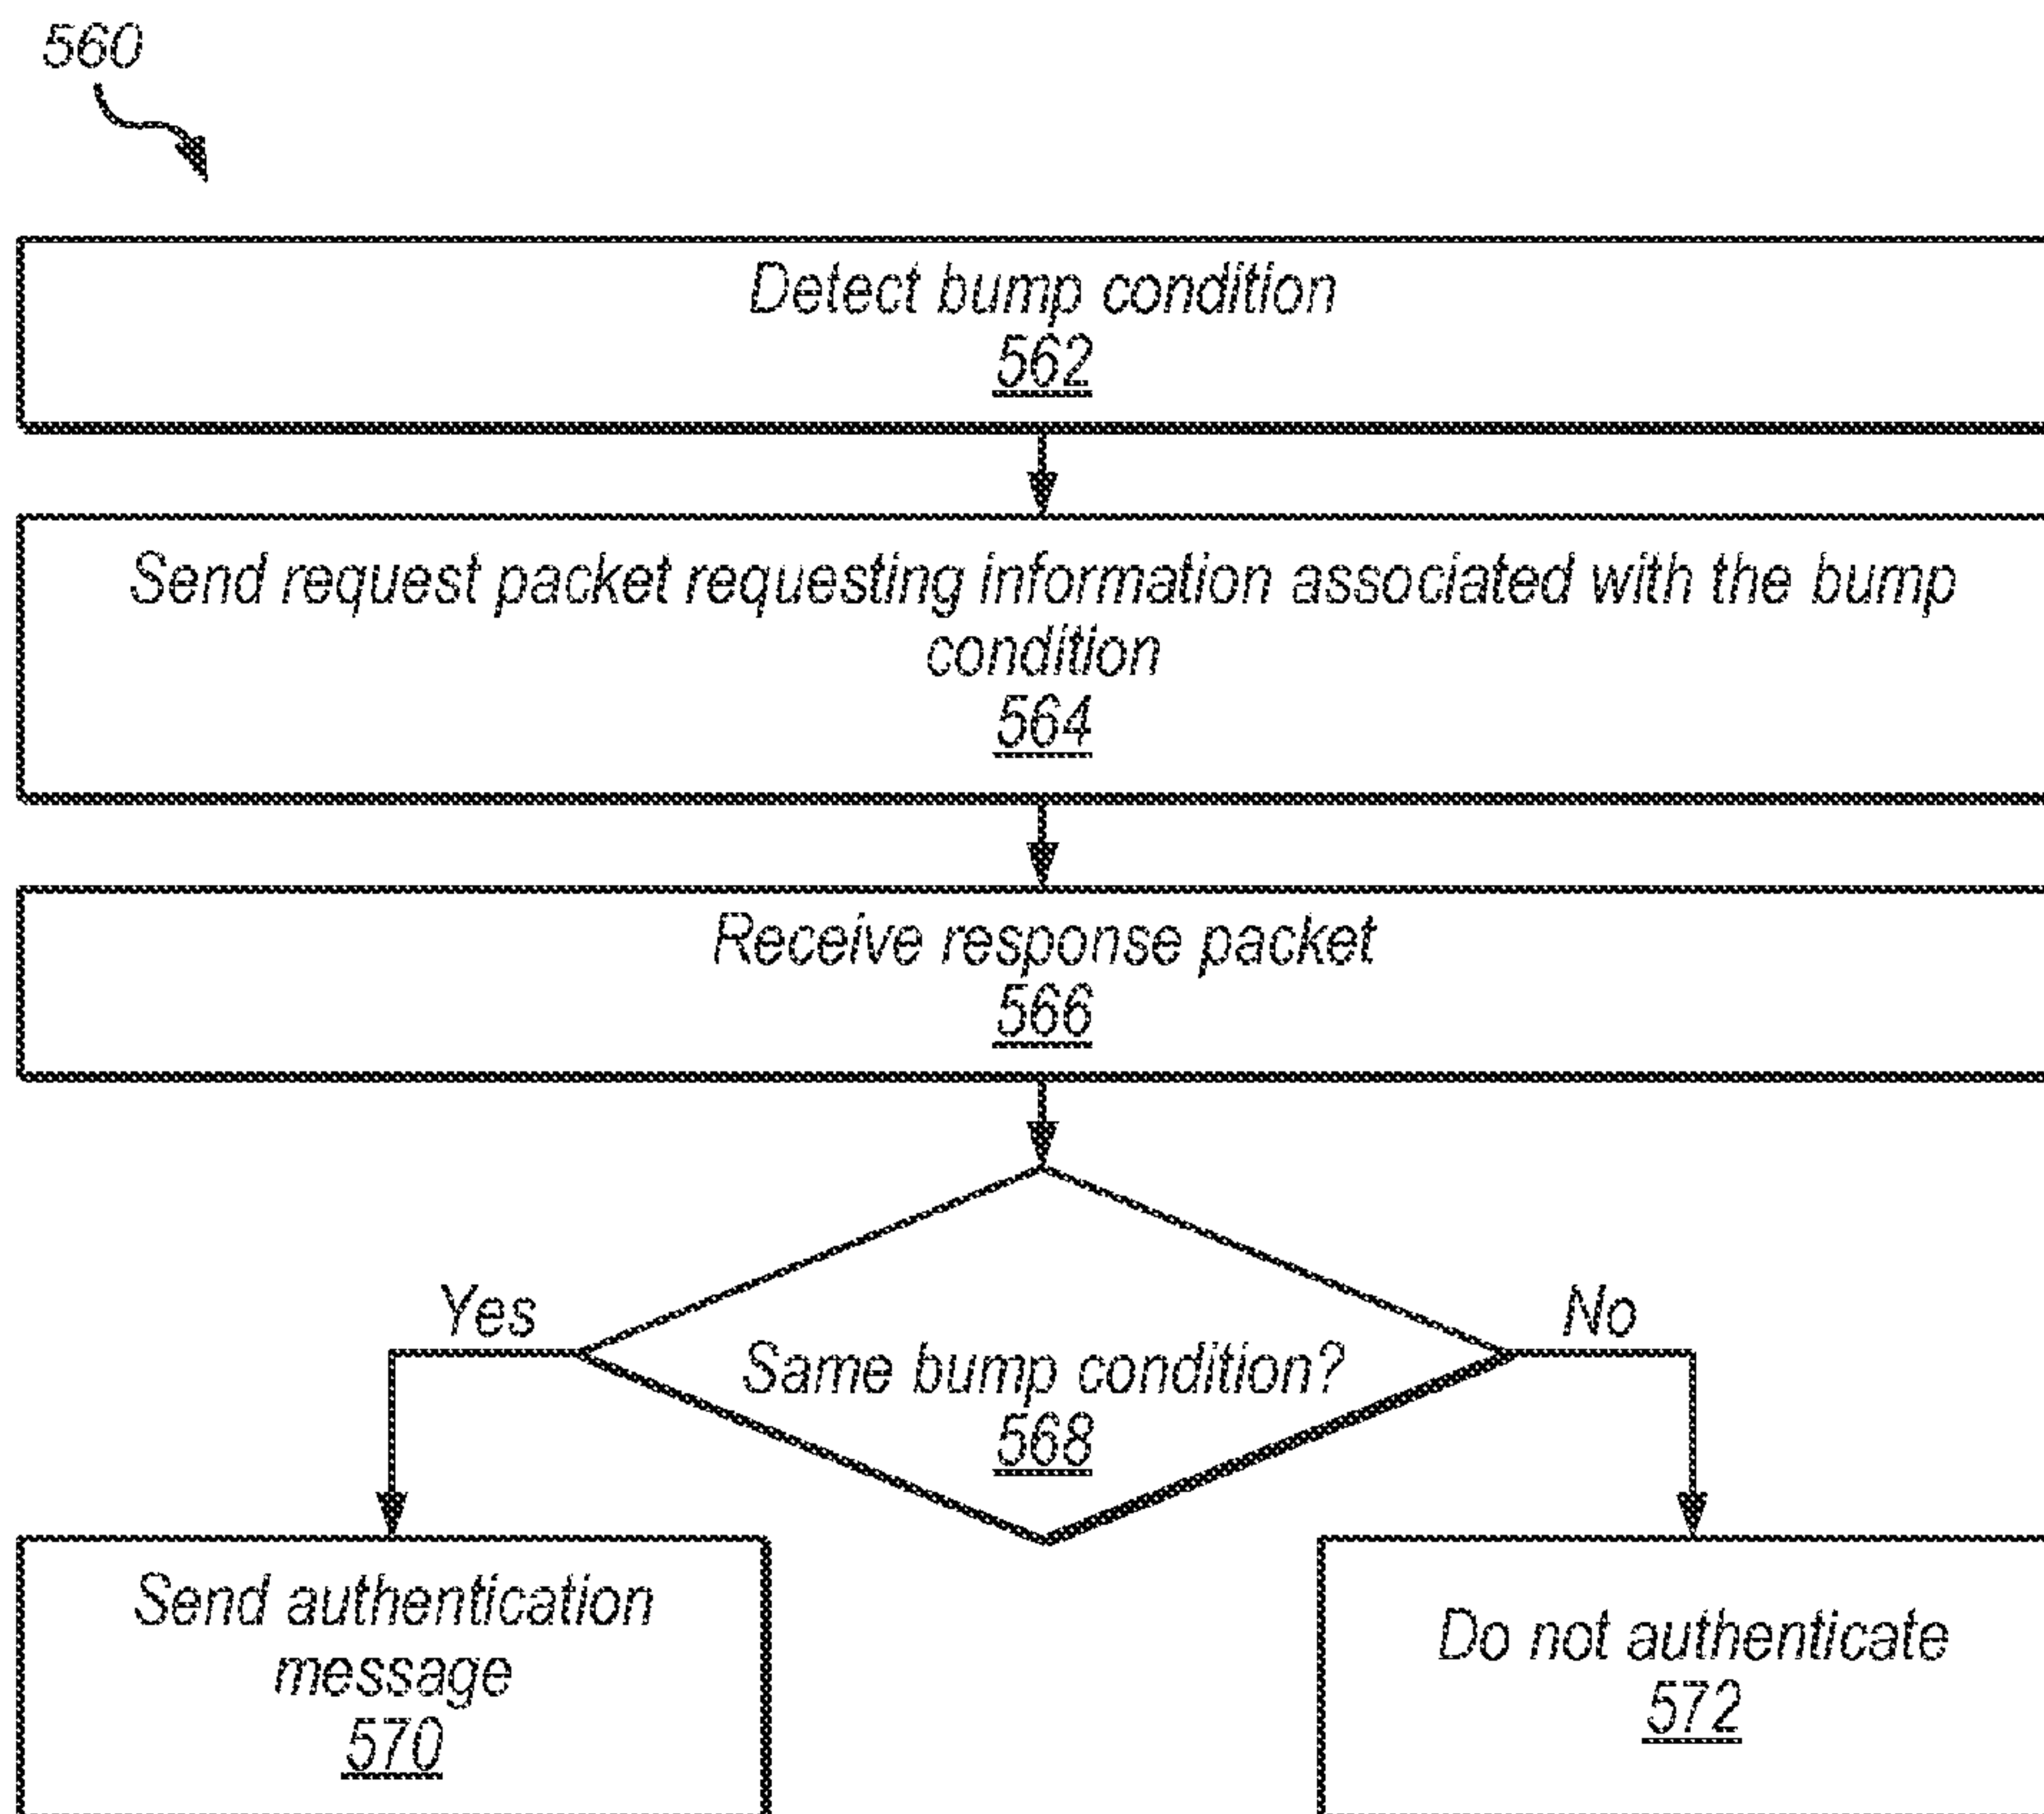 560
Detect bump condition
562
Send request packet requesting information associated with the bump
condition
564
Receive response packet
566
Yes
No
Same bump condition?
568
Send authentication
message
570
Do not authenticate
572